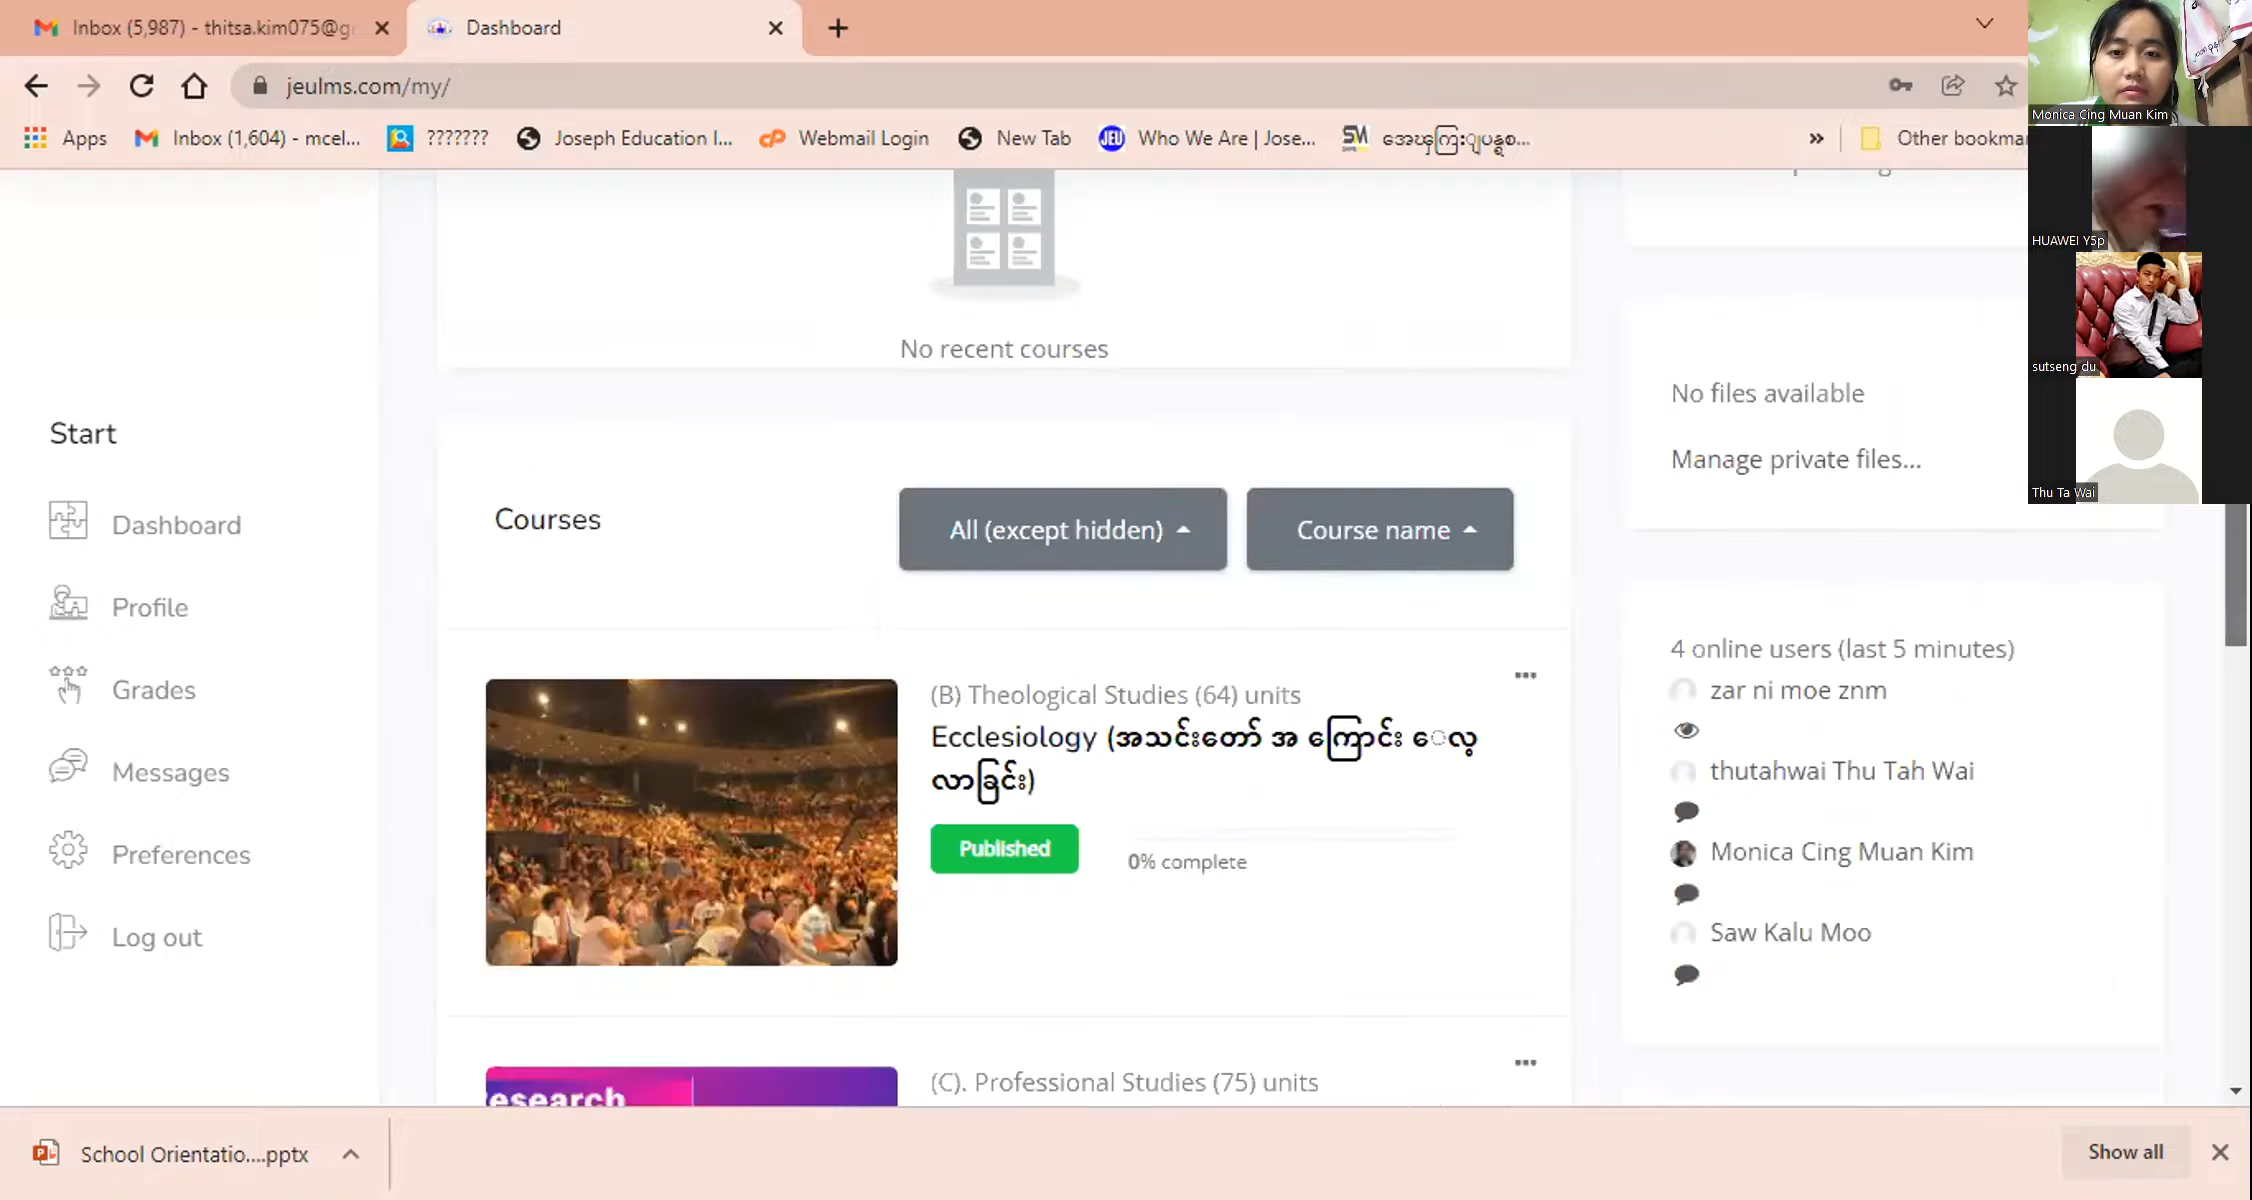 Inbox (5,987) - thitsa.kim075@gr
Dashboard
jeulms.com/my/
Apps
Inbox (1,604) - mcel...
???????
Joseph Education I...
Webmail Login
New Tab
Who We Are | Jose...
Other bookmar
Monica Cing Muan Kim
HUAWEI Y5p
sutseng du
Thu Ta Wai
Start
Dashboard
Profile
Grades
Messages
Preferences
Log out
No recent courses
Courses
All (except hidden)
Course name
(B) Theological Studies (64) units
Ecclesiology (အသင်းတော် အ ကြောင်း ေလ့
လာခြင်း)
Published
0% complete
(C). Professional Studies (75) units
esearch
No files available
Manage private files...
4 online users (last 5 minutes)
zar ni moe znm
thutahwai Thu Tah Wai
Monica Cing Muan Kim
Saw Kalu Moo
School Orientatio....pptx
Show all